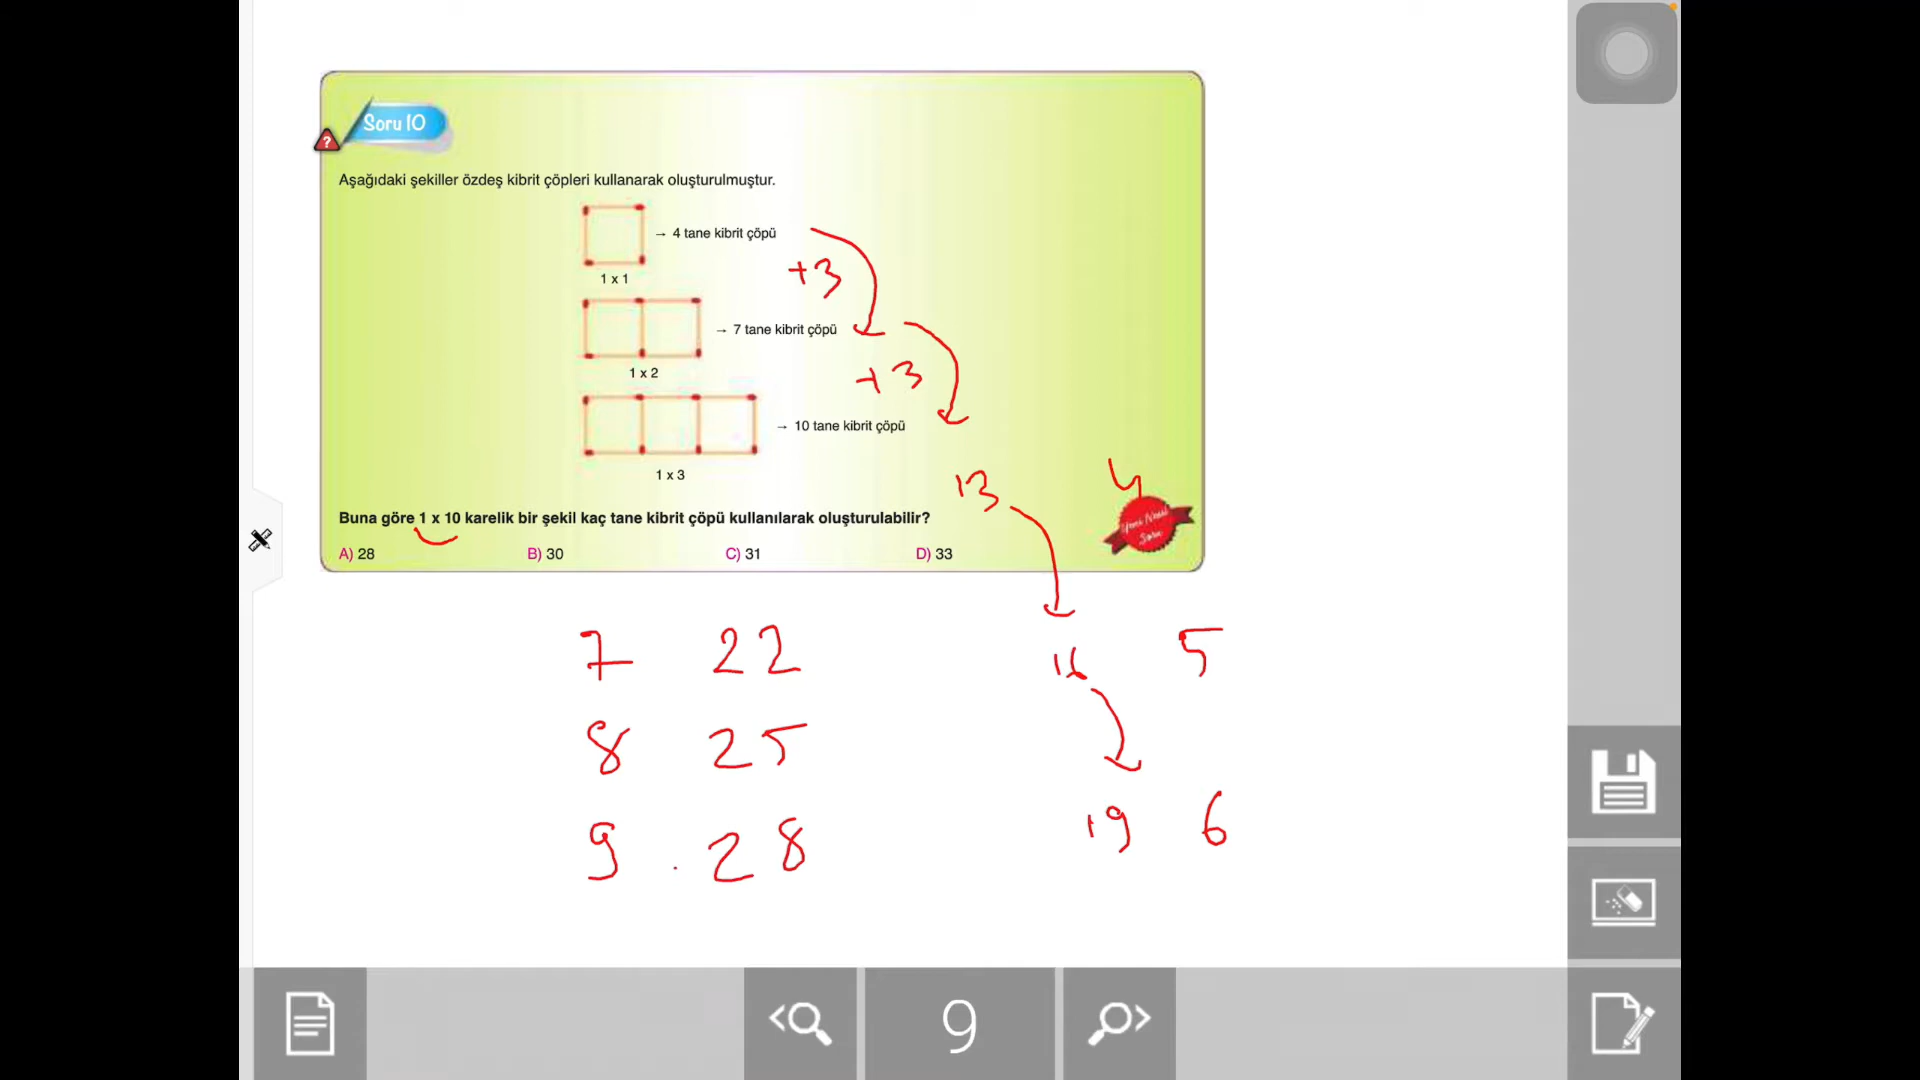 Soru 10
?
Aşağıdaki şekiller özdeş kibrit çöpleri kullanarak oluşturulmuştur.
→ 4 tane kibrit çöpü
+3
1 x 1
→ 7 tane kibrit çöpü
+3
1 x 2
→ 10 tane kibrit çöpü
1 x 3
13 4
Buna göre 1 x 10 karelik bir şekil kaç tane kibrit çöpü kullanılarak oluşturulabilir?
Yeni Nesil
Soru
A) 28 B) 30 C) 31 D) 33
7 22 16 5
8 25
9 . 28 19 6
9